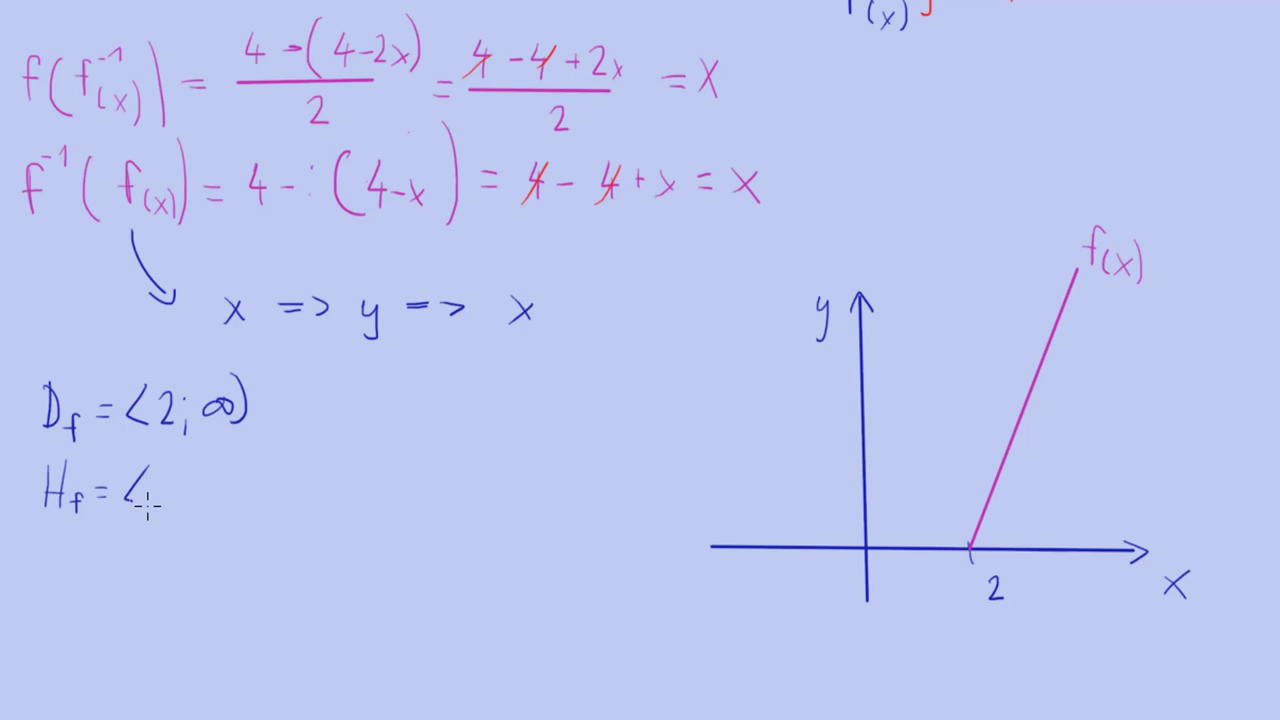 f(x)
f(f⁻¹(x)) = 4 - (4-2x) / 2 = 4 - 4 + 2x / 2 = x
f⁻¹(f(x)) = 4 - (4-x) = 4 - 4 + x = x
f(x)
x => y => x
y
D_f = <2; ∞)
H_f = <
2
x